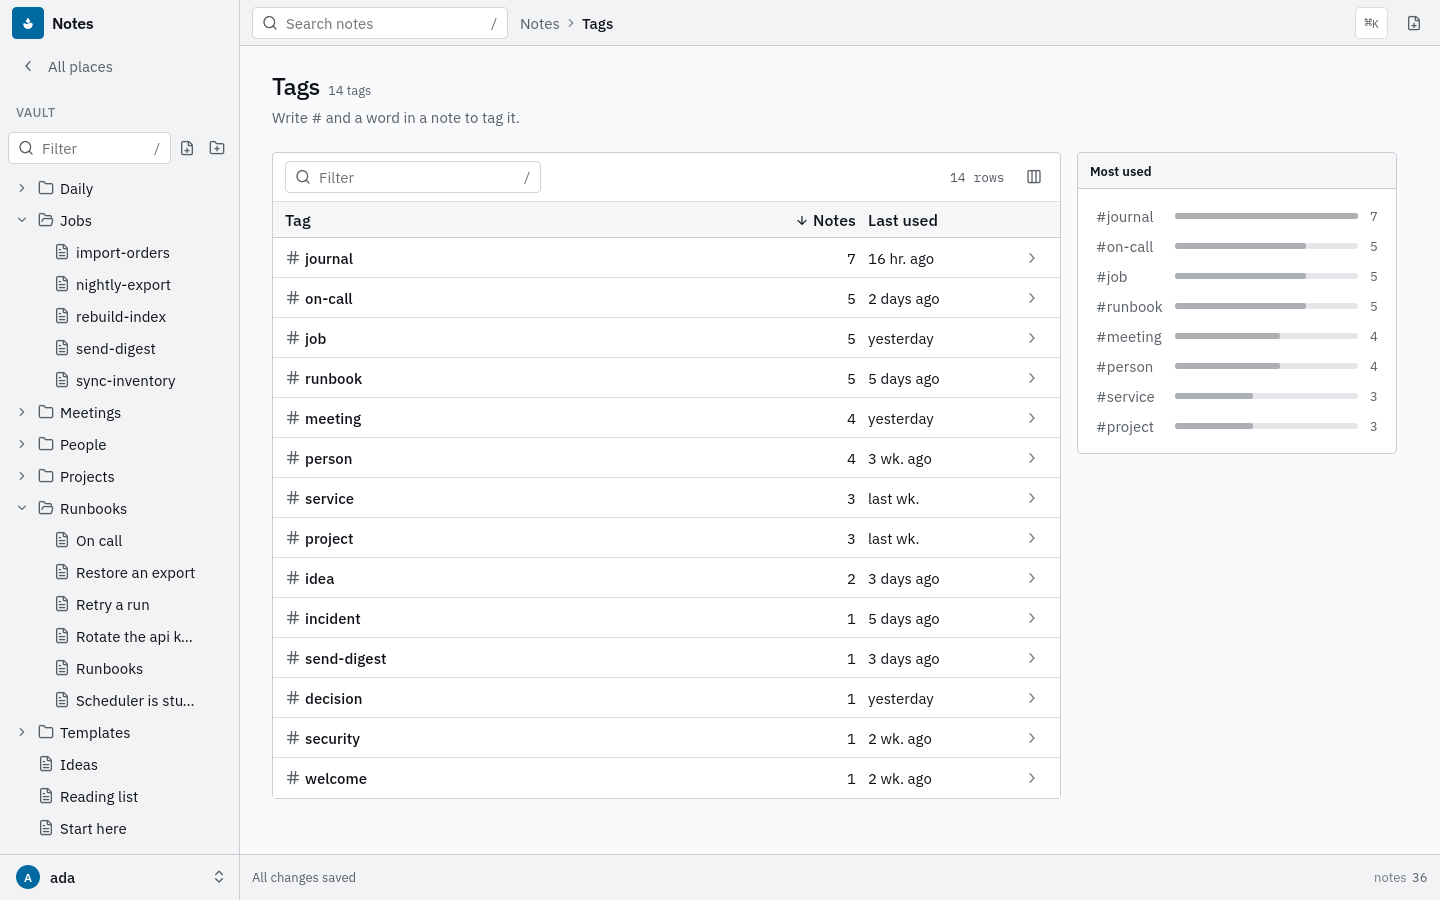 Notes
All places
VAULT
Filter /
Daily
Jobs
import-orders
nightly-export
rebuild-index
send-digest
sync-inventory
Meetings
People
Projects
Runbooks
On call
Restore an export
Retry a run
Rotate the api k...
Runbooks
Scheduler is stu...
Templates
Ideas
Reading list
Start here
A ada
Search notes /
Notes > Tags
⌘K
Tags 14 tags
Write # and a word in a note to tag it.
Filter /
14 rows
Tag ↓ Notes Last used
# journal 7 16 hr. ago
# on-call 5 2 days ago
# job 5 yesterday
# runbook 5 5 days ago
# meeting 4 yesterday
# person 4 3 wk. ago
# service 3 last wk.
# project 3 last wk.
# idea 2 3 days ago
# incident 1 5 days ago
# send-digest 1 3 days ago
# decision 1 yesterday
# security 1 2 wk. ago
# welcome 1 2 wk. ago
Most used
#journal 7
#on-call 5
#job 5
#runbook 5
#meeting 4
#person 4
#service 3
#project 3
All changes saved
notes 36